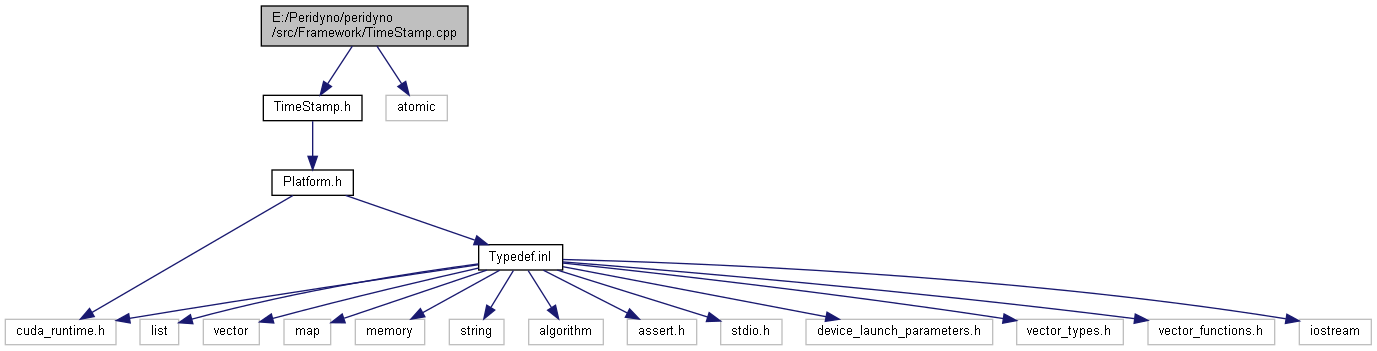 E:/Peridyno/peridyno
/src/Framework/TimeStamp.cpp
TimeStamp.h
atomic
Platform.h
Typedef.inl
cuda_runtime.h
list
vector
map
memory
string
algorithm
assert.h
stdio.h
device_launch_parameters.h
vector_types.h
vector_functions.h
iostream